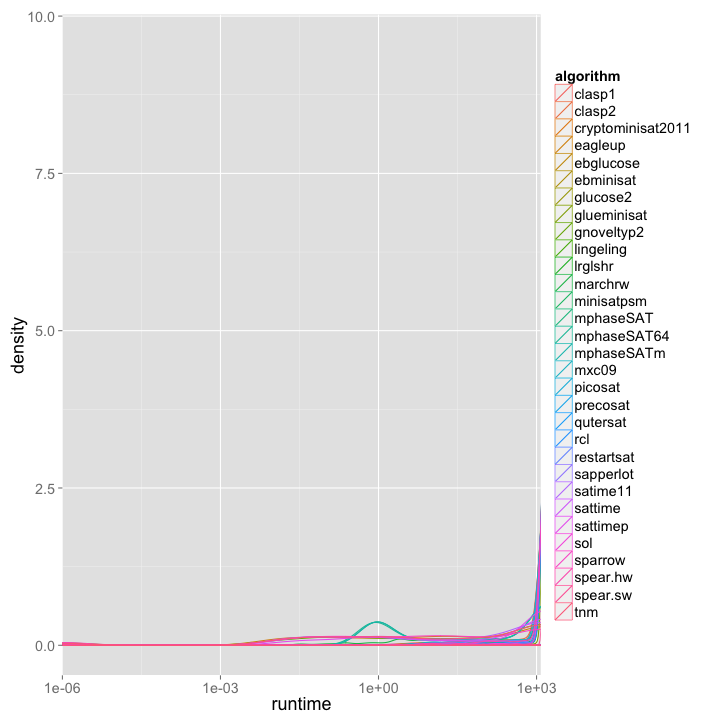 10.0
7.5
5.0
2.5
0.0
density
1e-06
1e-03
1e+00
1e+03
runtime
algorithm
clasp1
clasp2
cryptominisat2011
eagleup
ebglucose
ebminisat
glucose2
glueminisat
gnoveltyp2
lingeling
lrglshr
marchrw
minisatpsm
mphaseSAT
mphaseSAT64
mphaseSATm
mxc09
picosat
precosat
qutersat
rcl
restartsat
sapperlot
satime11
sattime
sattimep
sol
sparrow
spear.hw
spear.sw
tnm